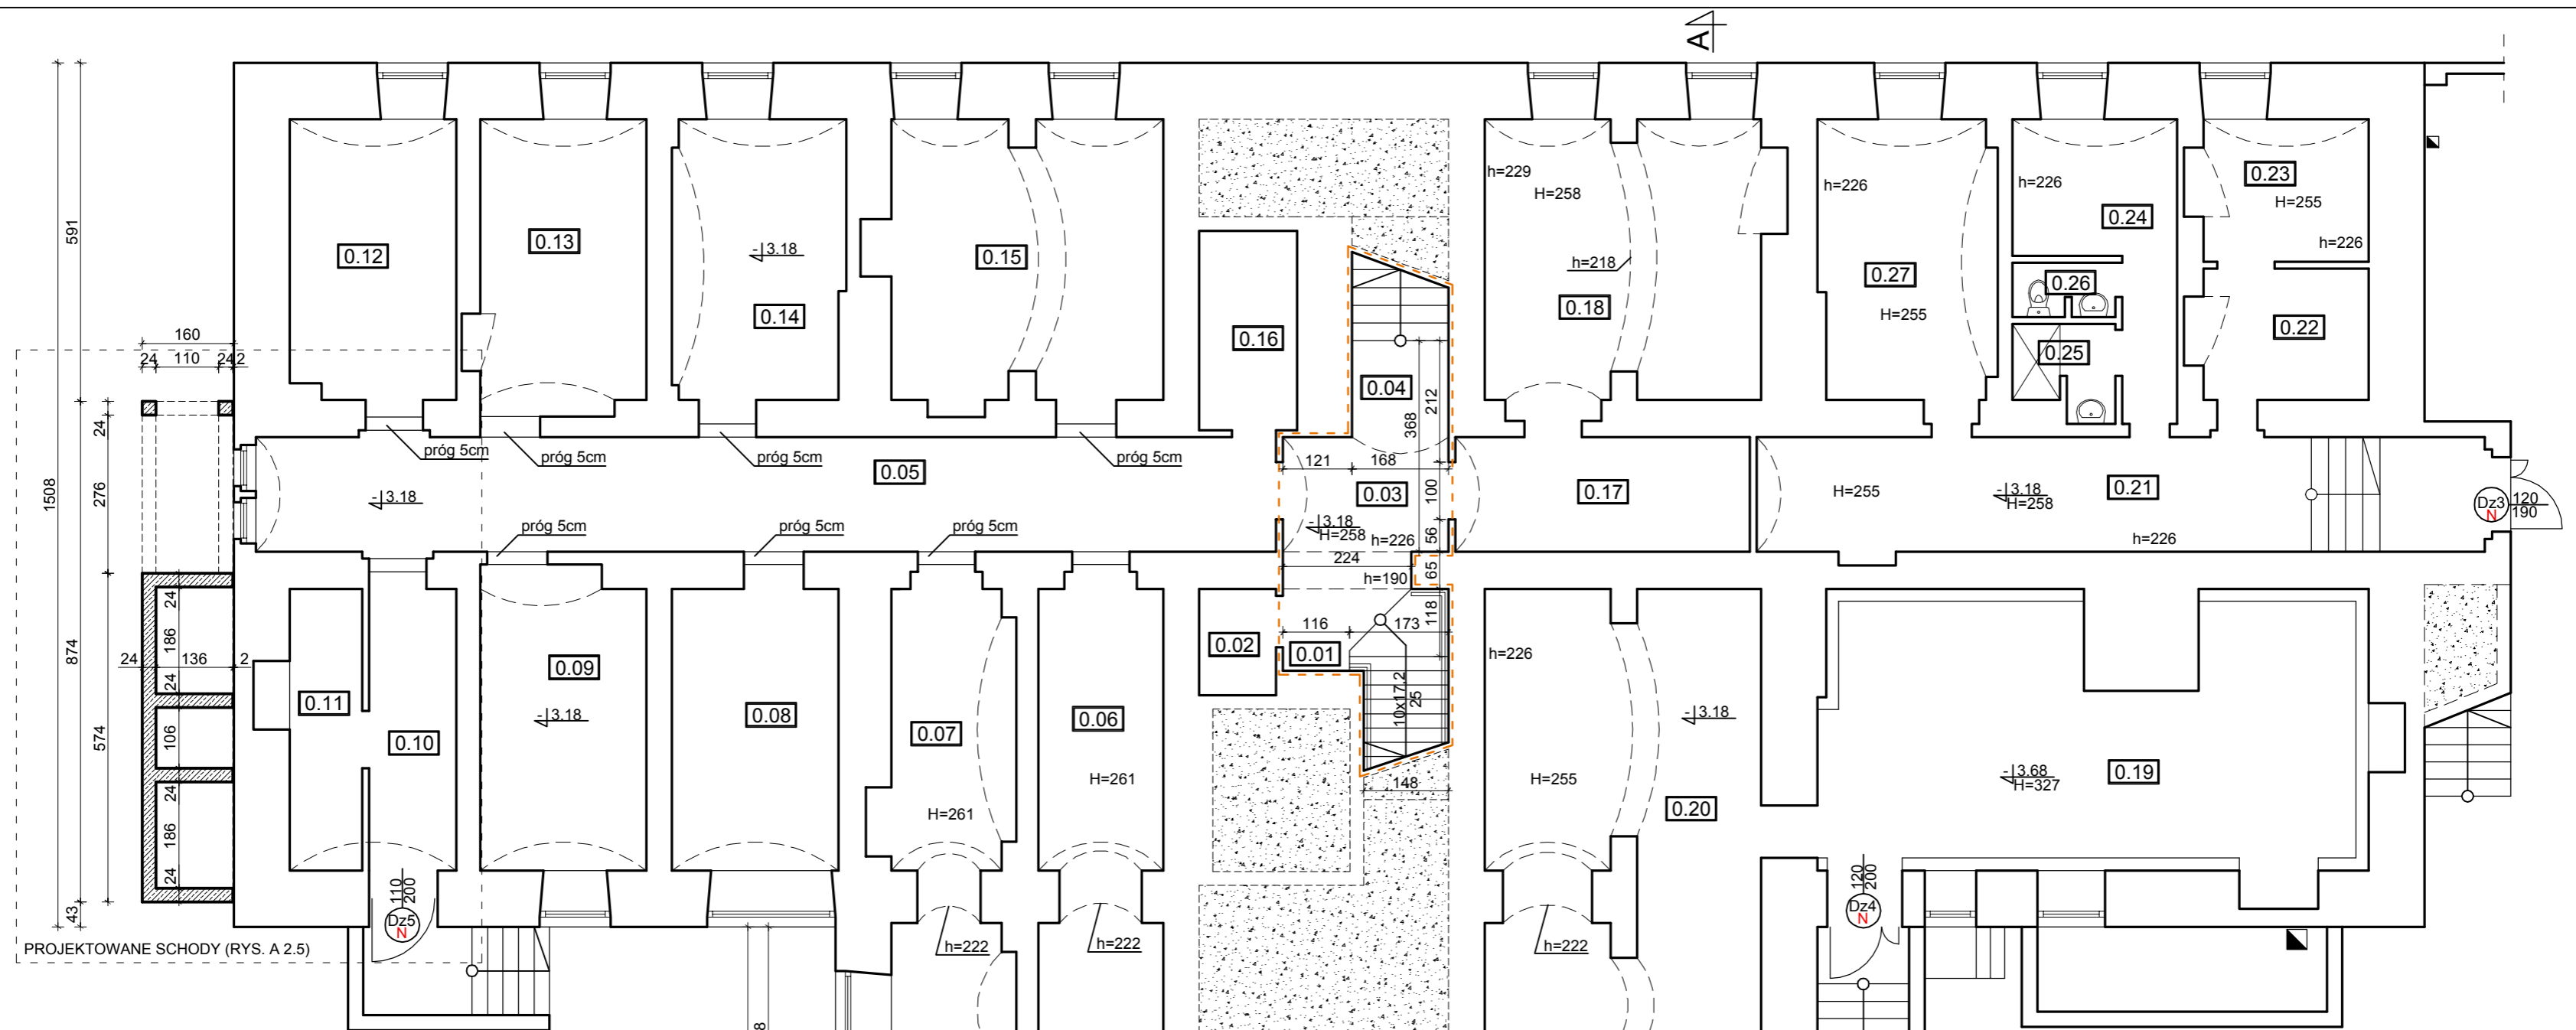 A
h=229
H=258
h=226
h=226
0.23
H=255
h=226
0.24
591
0.12
0.13
-3.18
0.15
h=218
0.27
0.26
0.14
0.18
H=255
0.22
160
0.16
0.25
24
110
24
2
0.04
212
368
24
próg 5cm
próg 5cm
próg 5cm
próg 5cm
0.05
121
168
1508
276
-3.18
0.03
100
0.17
H=255
-3.18
H=258
0.21
Dz3
N
120
190
próg 5cm
próg 5cm
próg 5cm
-3.18
H=258
h=226
56
h=226
224
h=190
65
24
118
186
116
173
874
24
136
2
0.09
0.02
0.01
h=226
24
0.11
-3.18
0.08
0.07
0.06
10x17,2
25
-3.18
574
106
0.10
H=261
H=255
-3.68
H=327
0.19
24
148
H=261
0.20
186
24
110
200
120
200
43
Dz5
N
Dz4
N
PROJEKTOWANE SCHODY (RYS. A 2.5)
h=222
h=222
h=222
8